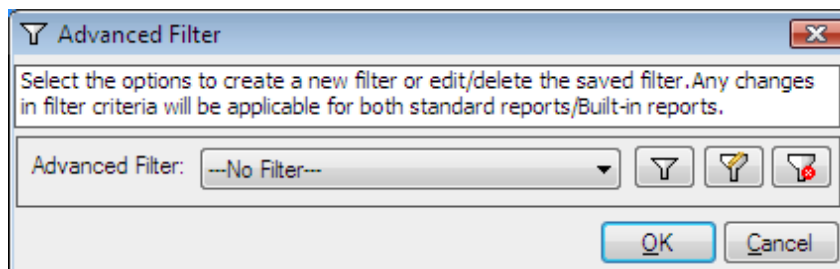 Advanced Filter
Select the options to create a new filter or edit/delete the saved filter.Any changes
in filter criteria will be applicable for both standard reports/Built-in reports.
Advanced Filter: ---No Filter---
OK Cancel